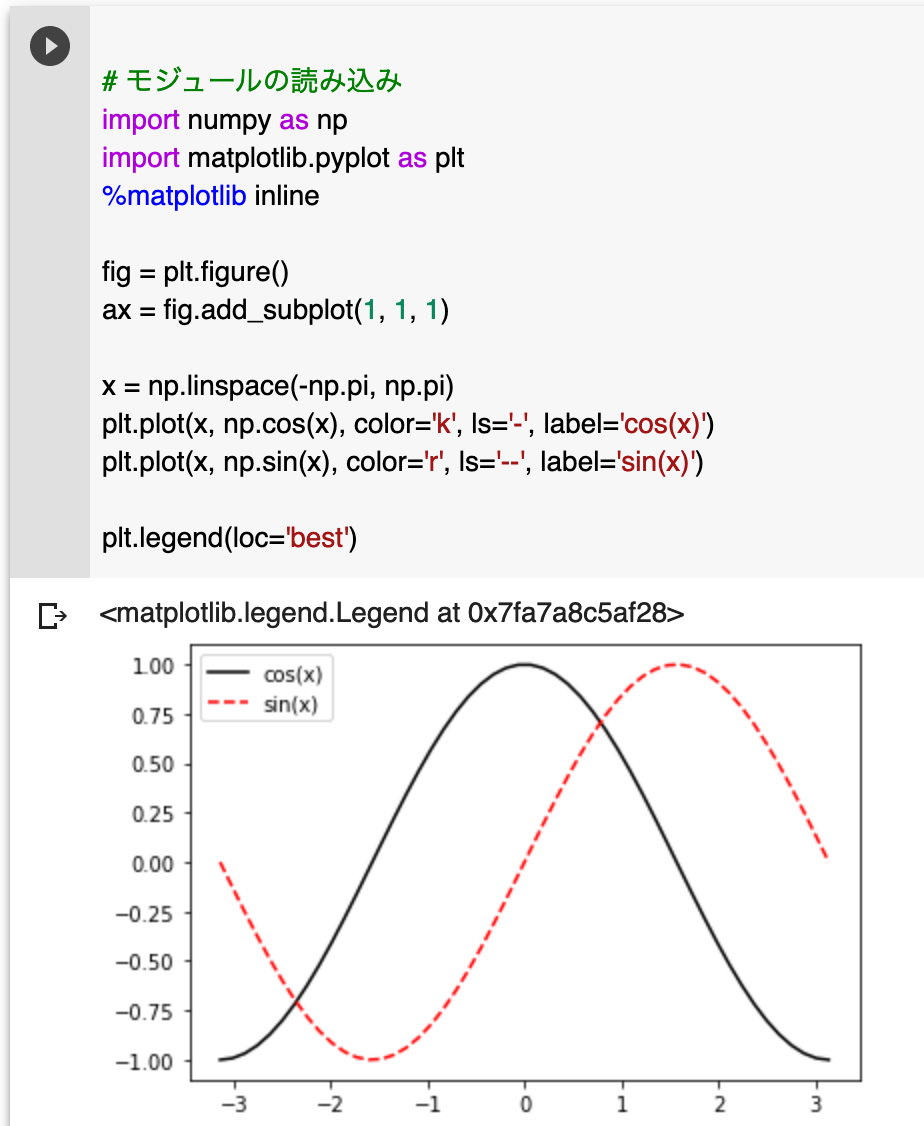 # モジュールの読み込み
import numpy as np
import matplotlib.pyplot as plt
%matplotlib inline
fig = plt.figure()
ax = fig.add_subplot(1, 1, 1)
x = np.linspace(-np.pi, np.pi)
plt.plot(x, np.cos(x), color='k', ls='-', label='cos(x)')
plt.plot(x, np.sin(x), color='r', ls='--', label='sin(x)')
plt.legend(loc='best')
<matplotlib.legend.Legend at 0x7fa7a8c5af28>
cos(x)
sin(x)
1.00
0.75
0.50
0.25
0.00
−0.25
−0.50
−0.75
−1.00
−3 −2 −1 0 1 2 3